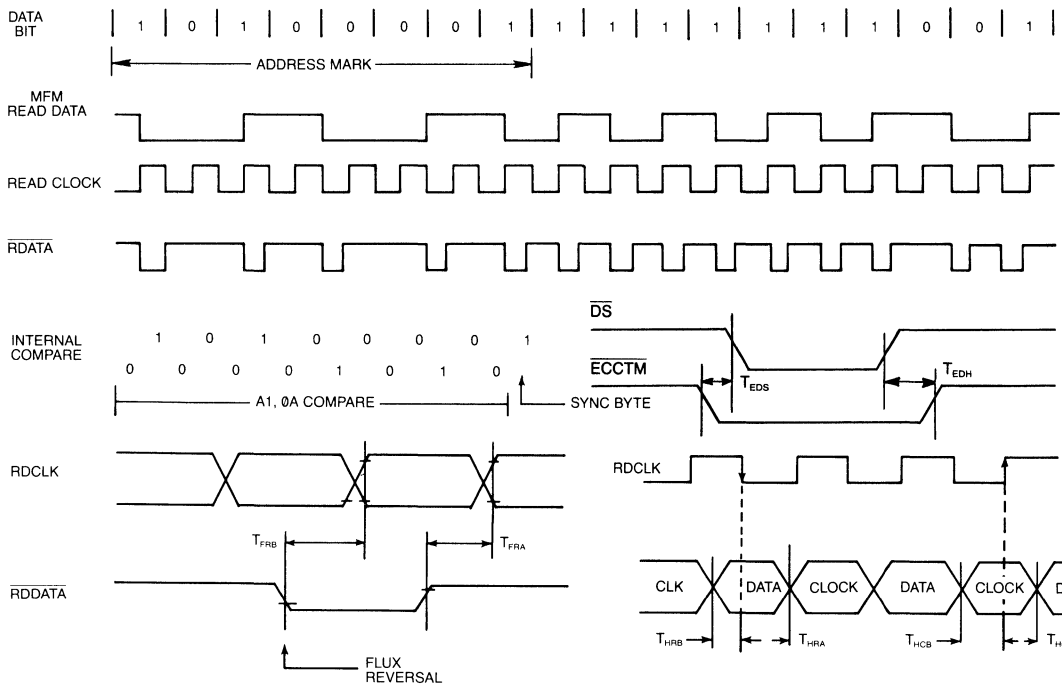 DATA BIT
1 0 1 0 0 0 0 1 1 1 1 1 1 1 0 0 0 1
ADDRESS MARK
MFM READ DATA
READ CLOCK
RDATA
INTERNAL COMPARE
1 0 1 0 0 0 0 1
0 0 0 0 1 0 1 0
A1, 0A COMPARE
SYNC BYTE
DS
ECCTM
TEDS
TEDH
RDCLK
TFRB
TFRA
RDDATA
FLUX REVERSAL
RDCLK
CLK
DATA
CLOCK
DATA
CLOCK
THRB
THRA
THCB